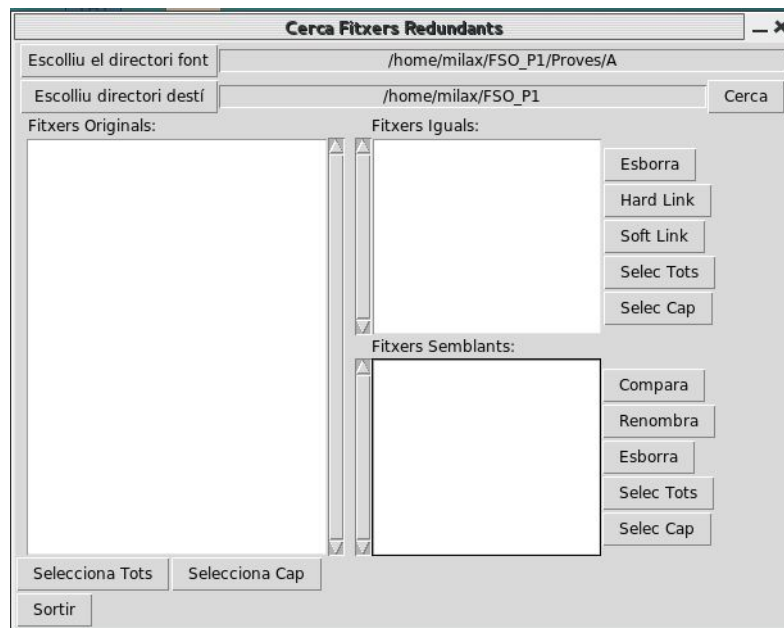 Cerca Fitxers Redundants
Escolliu el directori font /home/milax/FSO_P1/Proves/A
Escolliu directori destí /home/milax/FSO_P1 Cerca
Fitxers Originals:
Fitxers Iguals:
Esborra
Hard Link
Soft Link
Selec Tots
Selec Cap
Fitxers Semblants:
Compara
Renombra
Esborra
Selec Tots
Selec Cap
Selecciona Tots Selecciona Cap
Sortir